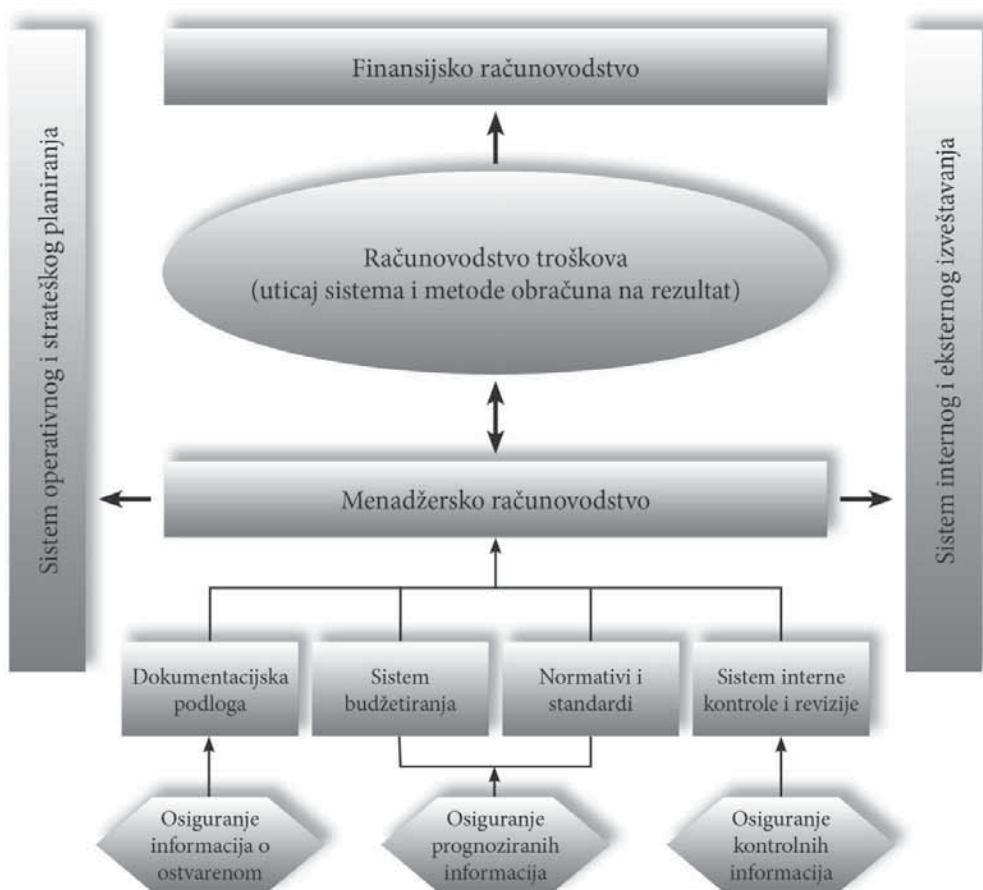 Finansijsko računovodstvo
Sistem operativnog i strateškog planiranja
Sistem internog i eksternog izveštavanja
Računovodstvo troškova
(uticaj sistema i metode obračuna na rezultat)
Menadžersko računovodstvo
Dokumentacijska
podloga
Sistem
budžetiranja
Normativi i
standardi
Sistem interne
kontrole i revizije
Osiguranje
informacija o
ostvarenom
Osiguranje
prognoziranih
informacija
Osiguranje
kontrolnih
informacija